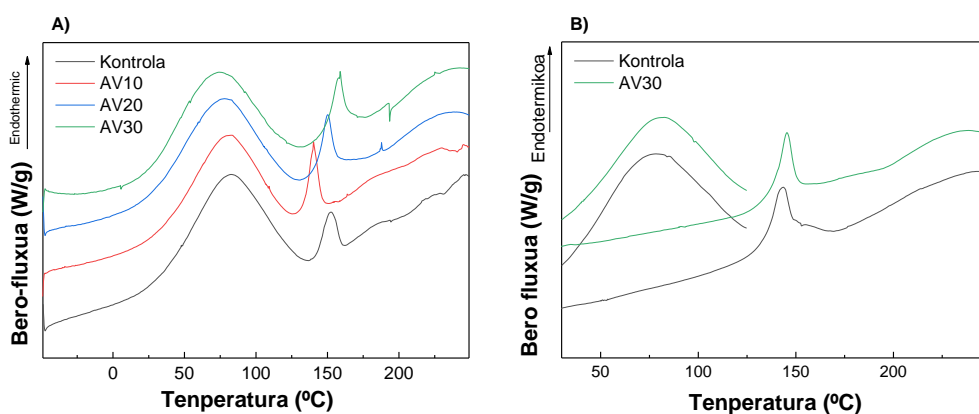 A)
Kontrola
AV10
AV20
AV30
Endothermic
Bero-fluxua (W/g)
0 50 100 150 200
Tenperatura (ºC)
B)
Kontrola
AV30
Endotermikoa
Bero fluxua (W/g)
50 100 150 200
Tenperatura (ºC)